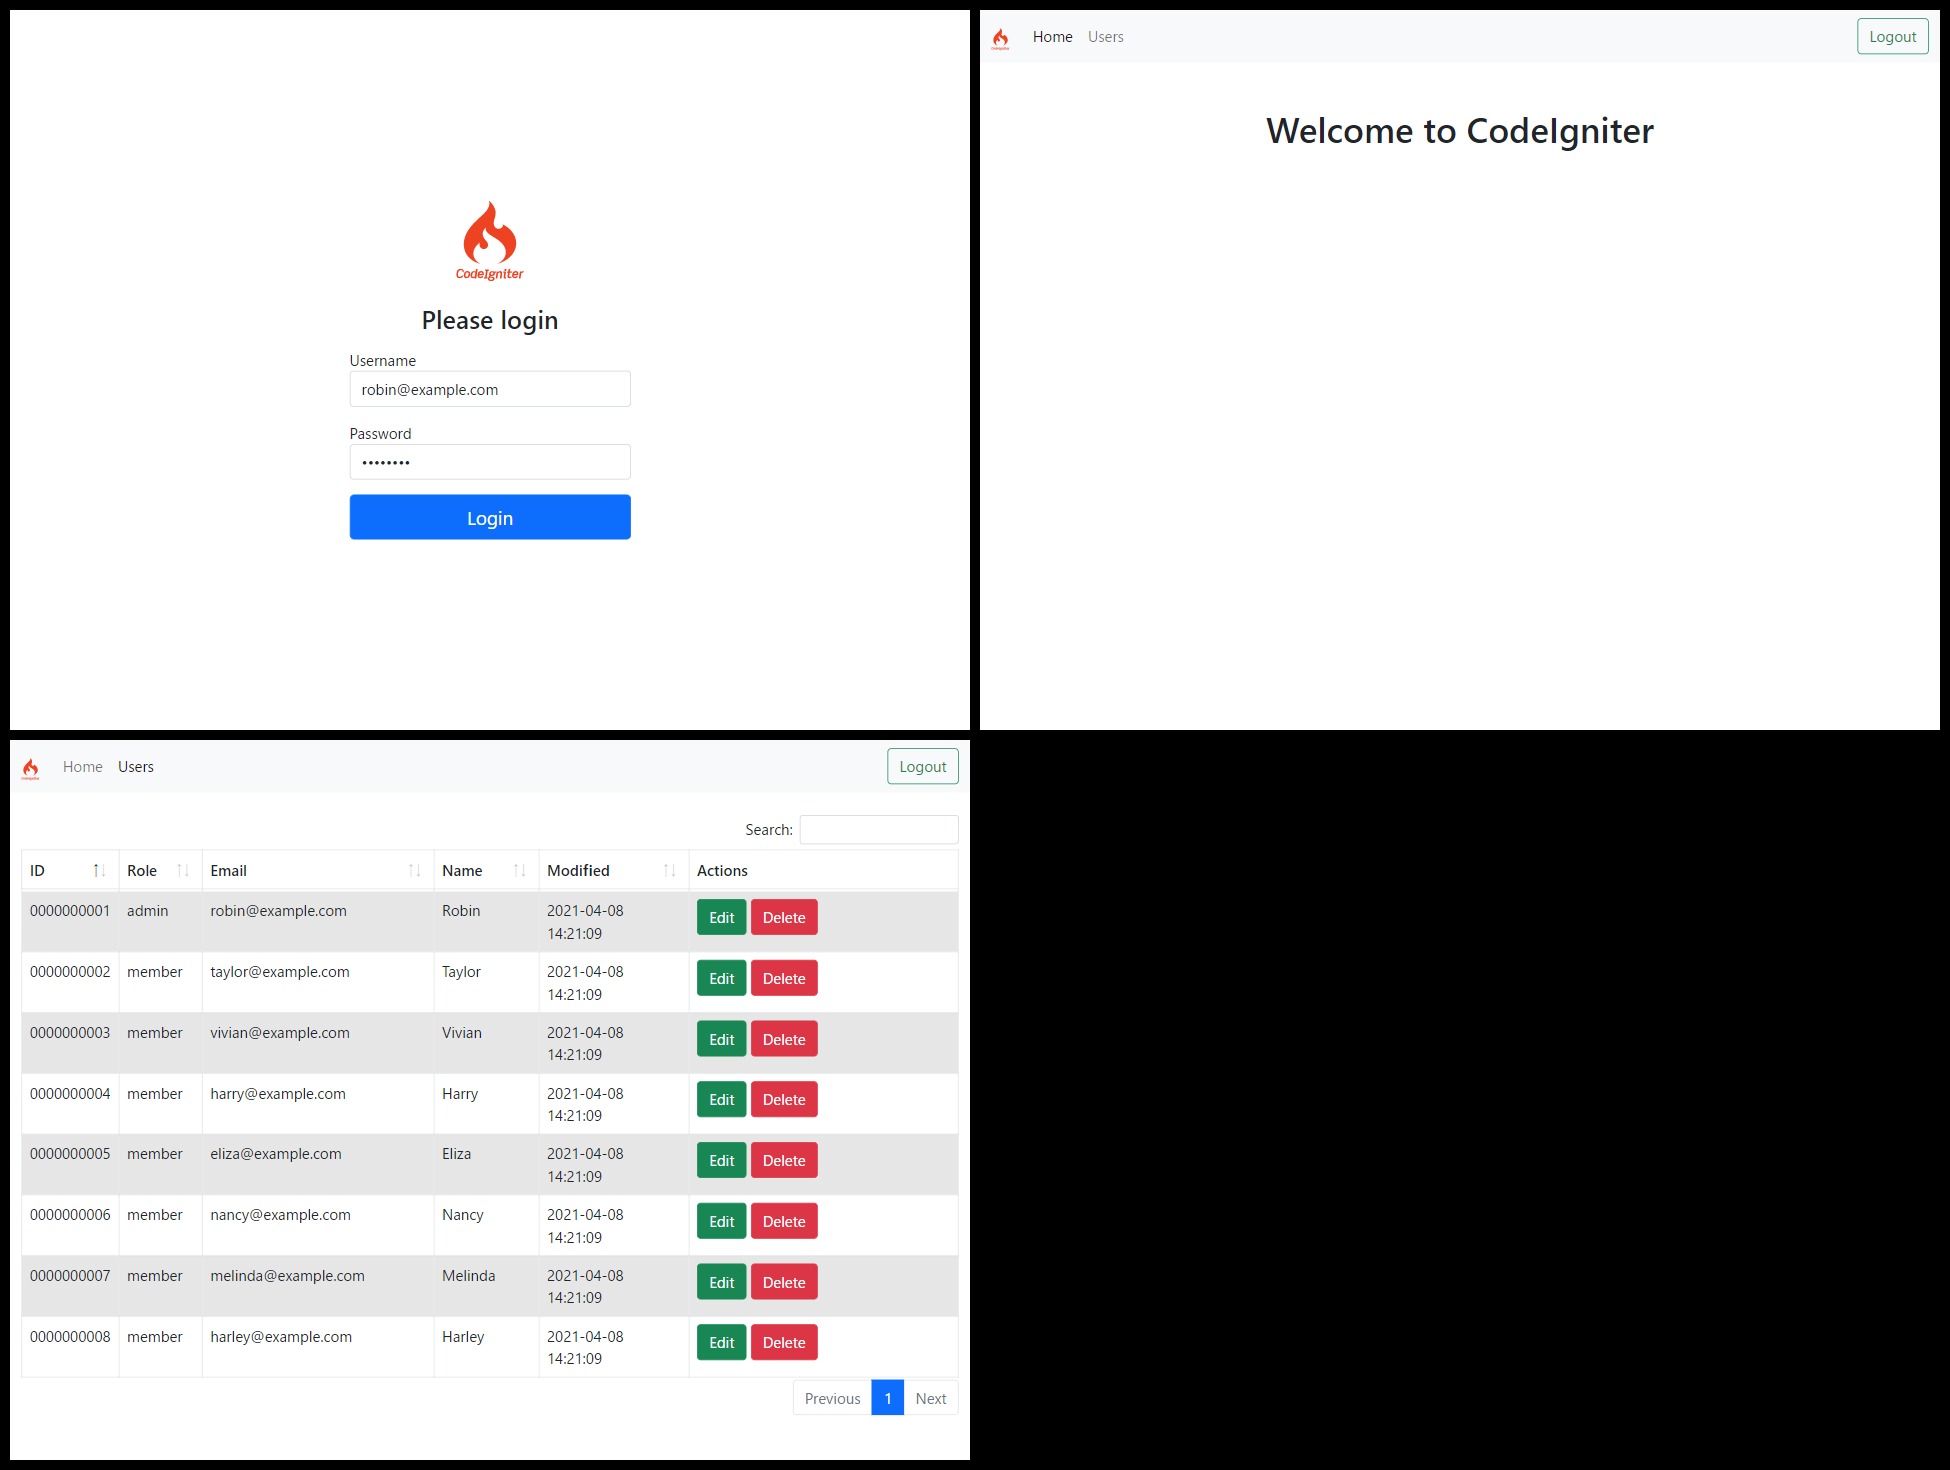 CodeIgniter
Please login
Username
robin@example.com
Password
••••••••
Login
Home Users Logout
Welcome to CodeIgniter
Home Users Logout
Search:
ID Role Email Name Modified Actions
0000000001 admin robin@example.com Robin 2021-04-08 14:21:09 Edit Delete
0000000002 member taylor@example.com Taylor 2021-04-08 14:21:09 Edit Delete
0000000003 member vivian@example.com Vivian 2021-04-08 14:21:09 Edit Delete
0000000004 member harry@example.com Harry 2021-04-08 14:21:09 Edit Delete
0000000005 member eliza@example.com Eliza 2021-04-08 14:21:09 Edit Delete
0000000006 member nancy@example.com Nancy 2021-04-08 14:21:09 Edit Delete
0000000007 member melinda@example.com Melinda 2021-04-08 14:21:09 Edit Delete
0000000008 member harley@example.com Harley 2021-04-08 14:21:09 Edit Delete
Previous 1 Next